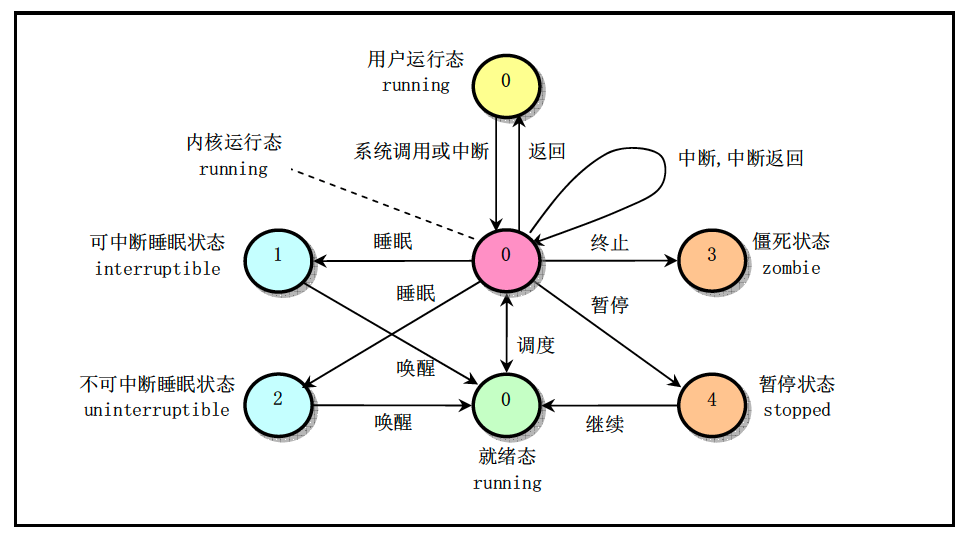 用户运行态
running
0
内核运行态
running
系统调用或中断
返回
中断,中断返回
可中断睡眠状态
interruptible
1
睡眠
0
终止
3
僵死状态
zombie
睡眠
暂停
调度
唤醒
不可中断睡眠状态
uninterruptible
2
唤醒
0
继续
4
暂停状态
stopped
就绪态
running